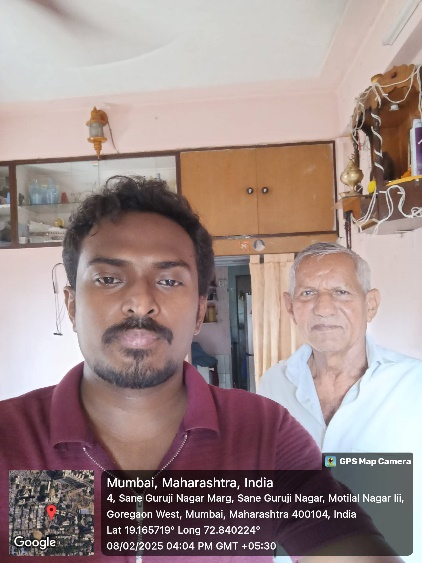 GPS Map Camera
Mumbai, Maharashtra, India
4, Sane Guruji Nagar Marg, Sane Guruji Nagar, Motilal Nagar Iii,
Goregaon West, Mumbai, Maharashtra 400104, India
Lat 19.165719° Long 72.840224°
08/02/2025 04:04 PM GMT +05:30
Google